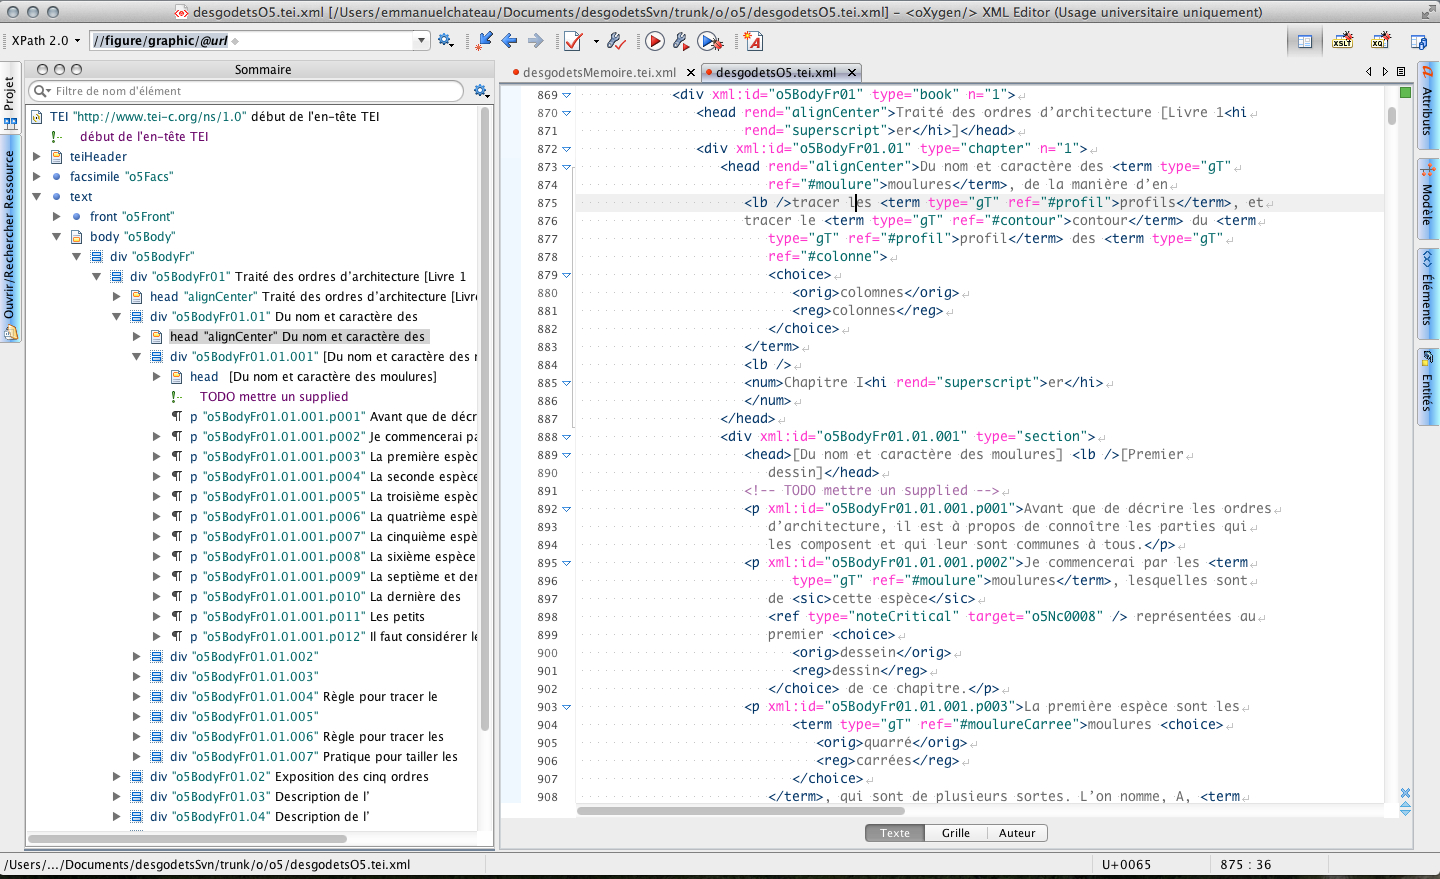 desgodetsO5.tei.xml [/Users/emmanuelchateau/Documents/desgodetsSvn/trunk/o/o5/desgodetsO5.tei.xml] – <oXygen/> XML Editor (Usage universitaire uniquement)
XPath 2.0
//figure/graphic/@url
XSLT
XQ
Projet
Ouvrir/Rechercher Ressource
Sommaire
Filtre de nom d'élément
TEI "http://www.tei-c.org/ns/1.0" début de l'en-tête TEI
début de l'en-tête TEI
teiHeader
facsimile "o5Facs"
text
front "o5Front"
body "o5Body"
div "o5BodyFr"
div "o5BodyFr01" Traité des ordres d'architecture [Livre 1
head "alignCenter" Traité des ordres d'architecture [Livre
div "o5BodyFr01.01" Du nom et caractère des
head "alignCenter" Du nom et caractère des
div "o5BodyFr01.01.001" [Du nom et caractère des
head [Du nom et caractère des moulures]
TODO mettre un supplied
¶ p "o5BodyFr01.01.001.p001" Avant que de décr
¶ p "o5BodyFr01.01.001.p002" Je commencerai pa
¶ p "o5BodyFr01.01.001.p003" La première espèc
¶ p "o5BodyFr01.01.001.p004" La seconde espèce
¶ p "o5BodyFr01.01.001.p005" La troisième espèc
¶ p "o5BodyFr01.01.001.p006" La quatrième espè
¶ p "o5BodyFr01.01.001.p007" La cinquième espè
¶ p "o5BodyFr01.01.001.p008" La sixième espèce
¶ p "o5BodyFr01.01.001.p009" La septième et der
¶ p "o5BodyFr01.01.001.p010" La dernière des
¶ p "o5BodyFr01.01.001.p011" Les petits
¶ p "o5BodyFr01.01.001.p012" Il faut considérer le
div "o5BodyFr01.01.002"
div "o5BodyFr01.01.003"
div "o5BodyFr01.01.004" Règle pour tracer le
div "o5BodyFr01.01.005"
div "o5BodyFr01.01.006" Règle pour tracer les
div "o5BodyFr01.01.007" Pratique pour tailler les
div "o5BodyFr01.02" Exposition des cinq ordres
div "o5BodyFr01.03" Description de l'
div "o5BodyFr01.04" Description de l'
desgodetsMemoire.tei.xml
desgodetsO5.tei.xml
869 <div xml:id="o5BodyFr01" type="book" n="1">
870 <head rend="alignCenter">Traité des ordres d’architecture [Livre 1<hi
871 rend="superscript">er</hi>]</head>
872 <div xml:id="o5BodyFr01.01" type="chapter" n="1">
873 <head rend="alignCenter">Du nom et caractère des <term type="gT"
874 ref="#moulure">moulures</term>, de la manière d’en
875 <lb />tracer les <term type="gT" ref="#profil">profils</term>, et
876 tracer le <term type="gT" ref="#contour">contour</term> du <term
877 type="gT" ref="#profil">profil</term> des <term type="gT"
878 ref="#colonne">
879 <choice>
880 <orig>colomnes</orig>
881 <reg>colonnes</reg>
882 </choice>
883 </term>
884 <lb />
885 <num>Chapitre I<hi rend="superscript">er</hi>
886 </num>
887 </head>
888 <div xml:id="o5BodyFr01.01.001" type="section">
889 <head>[Du nom et caractère des moulures] <lb />[Premier
890 dessin]</head>
891 <!-- TODO mettre un supplied -->
892 <p xml:id="o5BodyFr01.01.001.p001">Avant que de décrire les ordres
893 d’architecture, il est à propos de connoître les parties qui
894 les composent et qui leur sont communes à tous.</p>
895 <p xml:id="o5BodyFr01.01.001.p002">Je commencerai par les <term
896 type="gT" ref="#moulure">moulures</term>, lesquelles sont
897 de <sic>cette espèce</sic>
898 <ref type="noteCritical" target="o5Nc0008" /> représentées au
899 premier <choice>
900 <orig>dessein</orig>
901 <reg>dessin</reg>
902 </choice> de ce chapitre.</p>
903 <p xml:id="o5BodyFr01.01.001.p003">La première espèce sont les
904 <term type="gT" ref="#moulureCarree">moulures <choice>
905 <orig>quarré</orig>
906 <reg>carrées</reg>
907 </choice>
908 </term>, qui sont de plusieurs sortes. L’on nomme, A, <term
Attributs
Modèle
Éléments
Entités
Texte
Grille
Auteur
/Users/.../Documents/desgodetsSvn/trunk/o/o5/desgodetsO5.tei.xml
U+0065
875 : 36